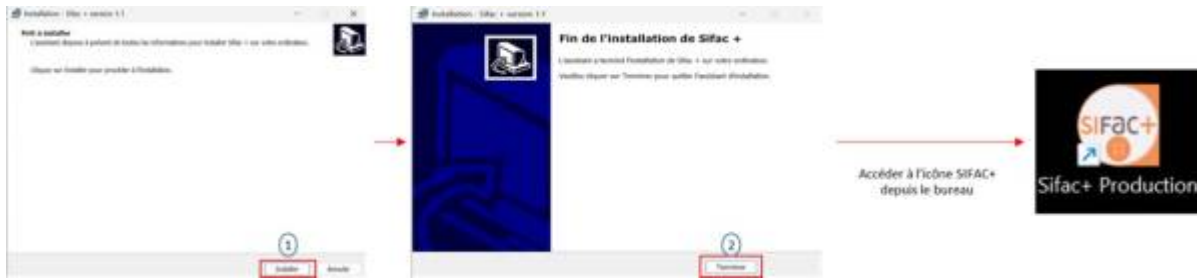 Installation - Sifac + version 1.1
Prêt à installer
L'assistant dispose à présent de toutes les informations pour installer Sifac + sur votre ordinateur.
Cliquez sur Installer pour procéder à l'installation.
1
Installer
Annuler
Installation - Sifac + version 1.1
Fin de l'installation de Sifac +
L'assistant a terminé l'installation de Sifac + sur votre ordinateur.
Veuillez cliquer sur Terminer pour quitter l'assistant d'installation.
2
Terminer
Accéder à l'icône SIFAC+
depuis le bureau
SIFac+
Sifac+ Production